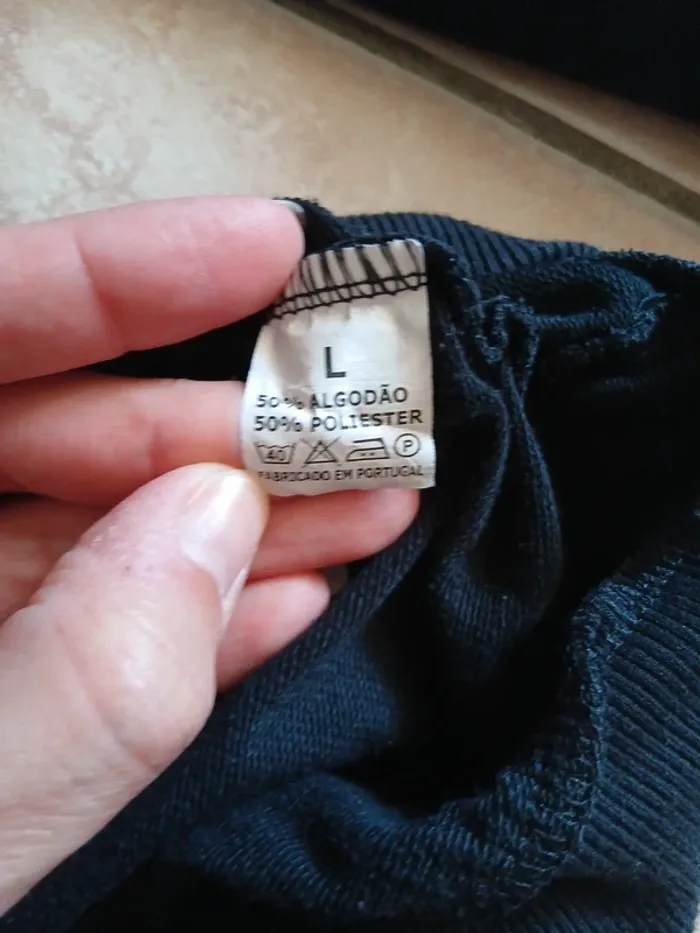 L
50% ALGODÃO
50% POLIESTER
40 P
FABRICADO EM PORTUGAL